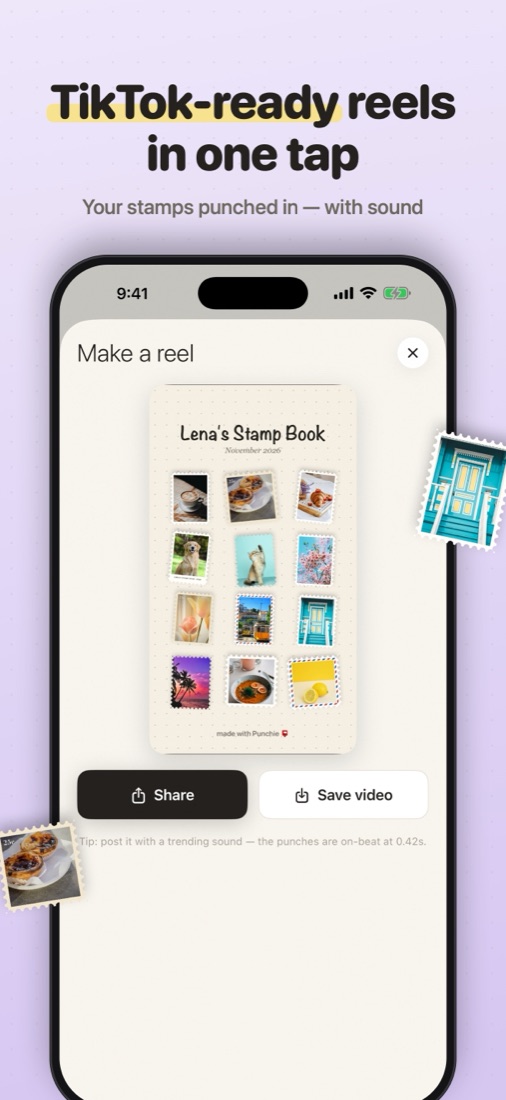 TikTok-ready reels
in one tap
Your stamps punched in — with sound
9:41
Make a reel
Lena's Stamp Book
November 2026
made with Punchie
Share
Save video
Tip: post it with a trending sound — the punches are on-beat at 0.42s.